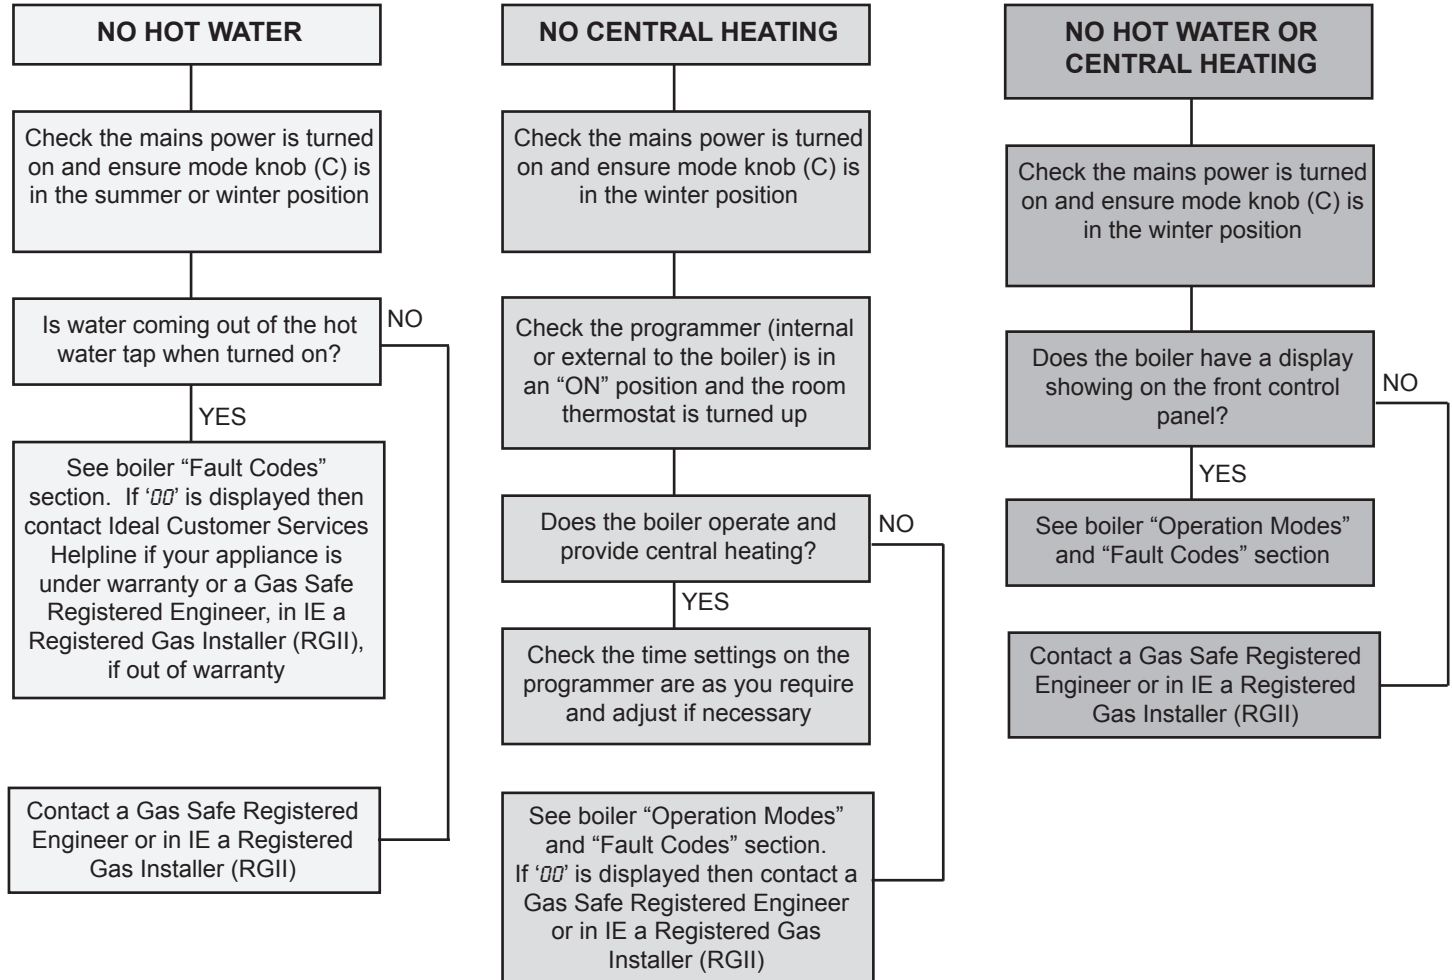 NO HOT WATER
Check the mains power is turned
on and ensure mode knob (C) is
in the summer or winter position
Is water coming out of the hot
water tap when turned on?
NO
YES
See boiler “Fault Codes”
section.  If ‘00’ is displayed then
contact Ideal Customer Services
Helpline if your appliance is
under warranty or a Gas Safe
Registered Engineer, in IE a
Registered Gas Installer (RGII),
if out of warranty
Contact a Gas Safe Registered
Engineer or in IE a Registered
Gas Installer (RGII)
NO CENTRAL HEATING
Check the mains power is turned
on and ensure mode knob (C) is
in the winter position
Check the programmer (internal
or external to the boiler) is in
an “ON” position and the room
thermostat is turned up
Does the boiler operate and
provide central heating?
NO
YES
Check the time settings on the
programmer are as you require
and adjust if necessary
See boiler “Operation Modes”
and “Fault Codes” section.
If ‘00’ is displayed then contact a
Gas Safe Registered Engineer
or in IE a Registered Gas
Installer (RGII)
NO HOT WATER OR
CENTRAL HEATING
Check the mains power is turned
on and ensure mode knob (C) is
in the winter position
Does the boiler have a display
showing on the front control
panel?
NO
YES
See boiler “Operation Modes”
and “Fault Codes” section
Contact a Gas Safe Registered
Engineer or in IE a Registered
Gas Installer (RGII)